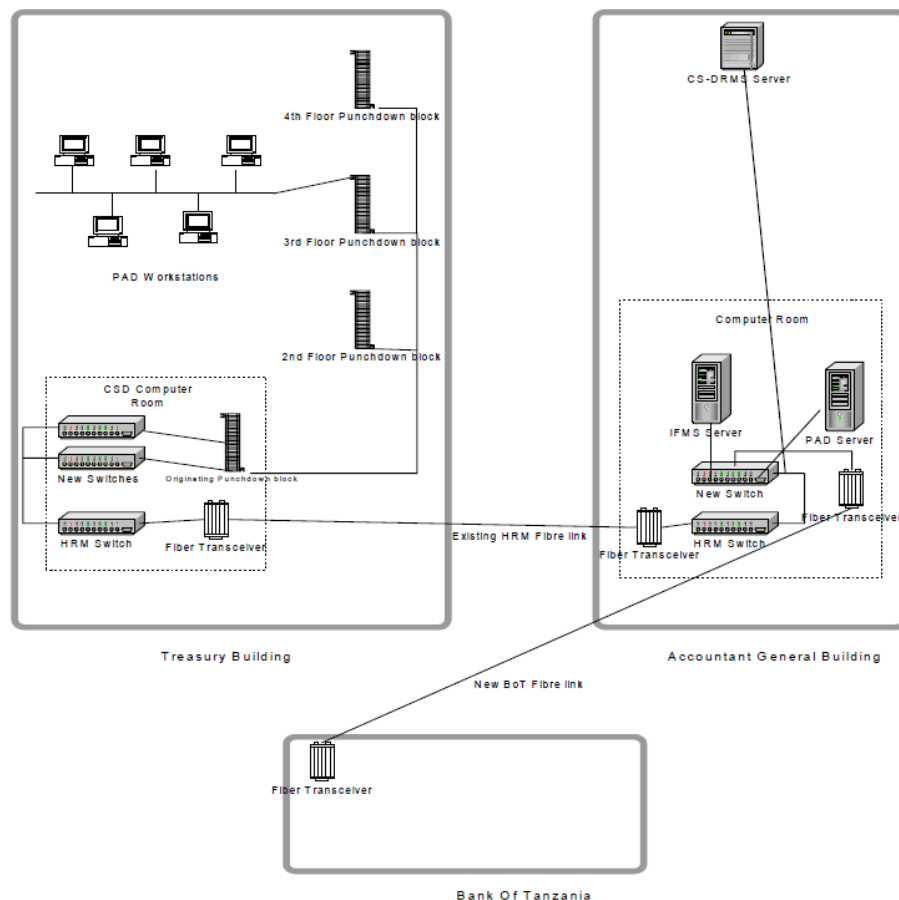 CS-DRMS Server
4th Floor Punchdown block
3rd Floor Punchdown block
PAD Workstations
2nd Floor Punchdown block
Computer Room
CSD Computer
Room
IFMS Server
PAD Server
New Switches
Originating Punchdown block
New Switch
Fiber Transceiver
HRM Switch
Fiber Transceiver
Existing HRM Fibre link
Fiber Transceiver
HRM Switch
Treasury Building
Accountant General Building
New BoT Fibre link
Fiber Transceiver
Bank Of Tanzania